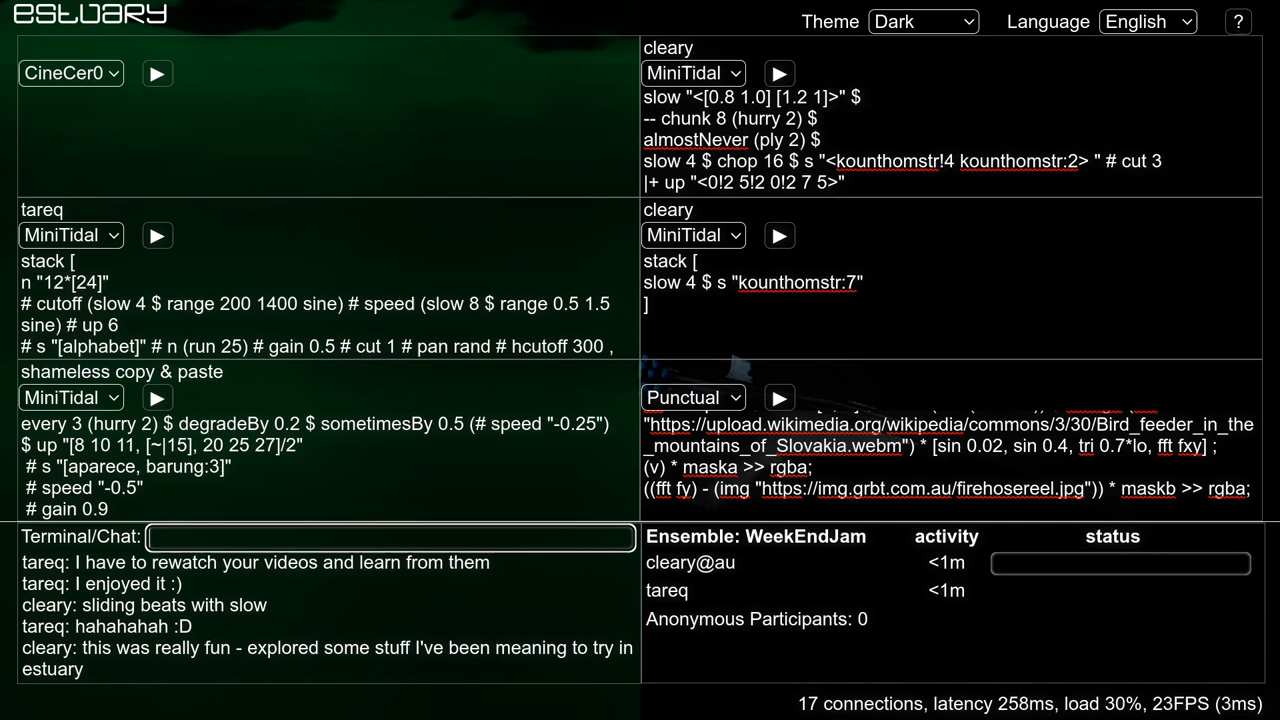 estuary
Theme Dark Language English ?
CineCer0 ▶
cleary
MiniTidal ▶
slow "<[0.8 1.0] [1.2 1]>" $
-- chunk 8 (hurry 2) $
almostNever (ply 2) $
slow 4 $ chop 16 $ s "<kounthomstr!4 kounthomstr:2> " # cut 3
|+ up "<0!2 5!2 0!2 7 5>"
tareq
MiniTidal ▶
stack [
n "12*[24]"
# cutoff (slow 4 $ range 200 1400 sine) # speed (slow 8 $ range 0.5 1.5
sine) # up 6
# s "[alphabet]" # n (run 25) # gain 0.5 # cut 1 # pan rand # hcutoff 300 ,
cleary
MiniTidal ▶
stack [
slow 4 $ s "kounthomstr:7"
]
shameless copy & paste
MiniTidal ▶
every 3 (hurry 2) $ degradeBy 0.2 $ sometimesBy 0.5 (# speed "-0.25")
$ up "[8 10 11, [~|15], 20 25 27]/2"
# s "[aparece, barung:3]"
# speed "-0.5"
# gain 0.9
Punctual ▶
"https://upload.wikimedia.org/wikipedia/commons/3/30/Bird_feeder_in_the
_mountains_of_Slovakia.webm") * [sin 0.02, sin 0.4, tri 0.7*lo, fft fxy] ;
(v) * maska >> rgba;
((fft fy) - (img "https://img.grbt.com.au/firehosereel.jpg")) * maskb >> rgba;
Terminal/Chat:
tareq: I have to rewatch your videos and learn from them
tareq: I enjoyed it :)
cleary: sliding beats with slow
tareq: hahahahah :D
cleary: this was really fun - explored some stuff I've been meaning to try in
estuary
Ensemble: WeekEndJam activity status
cleary@au <1m
tareq <1m
Anonymous Participants: 0
17 connections, latency 258ms, load 30%, 23FPS (3ms)